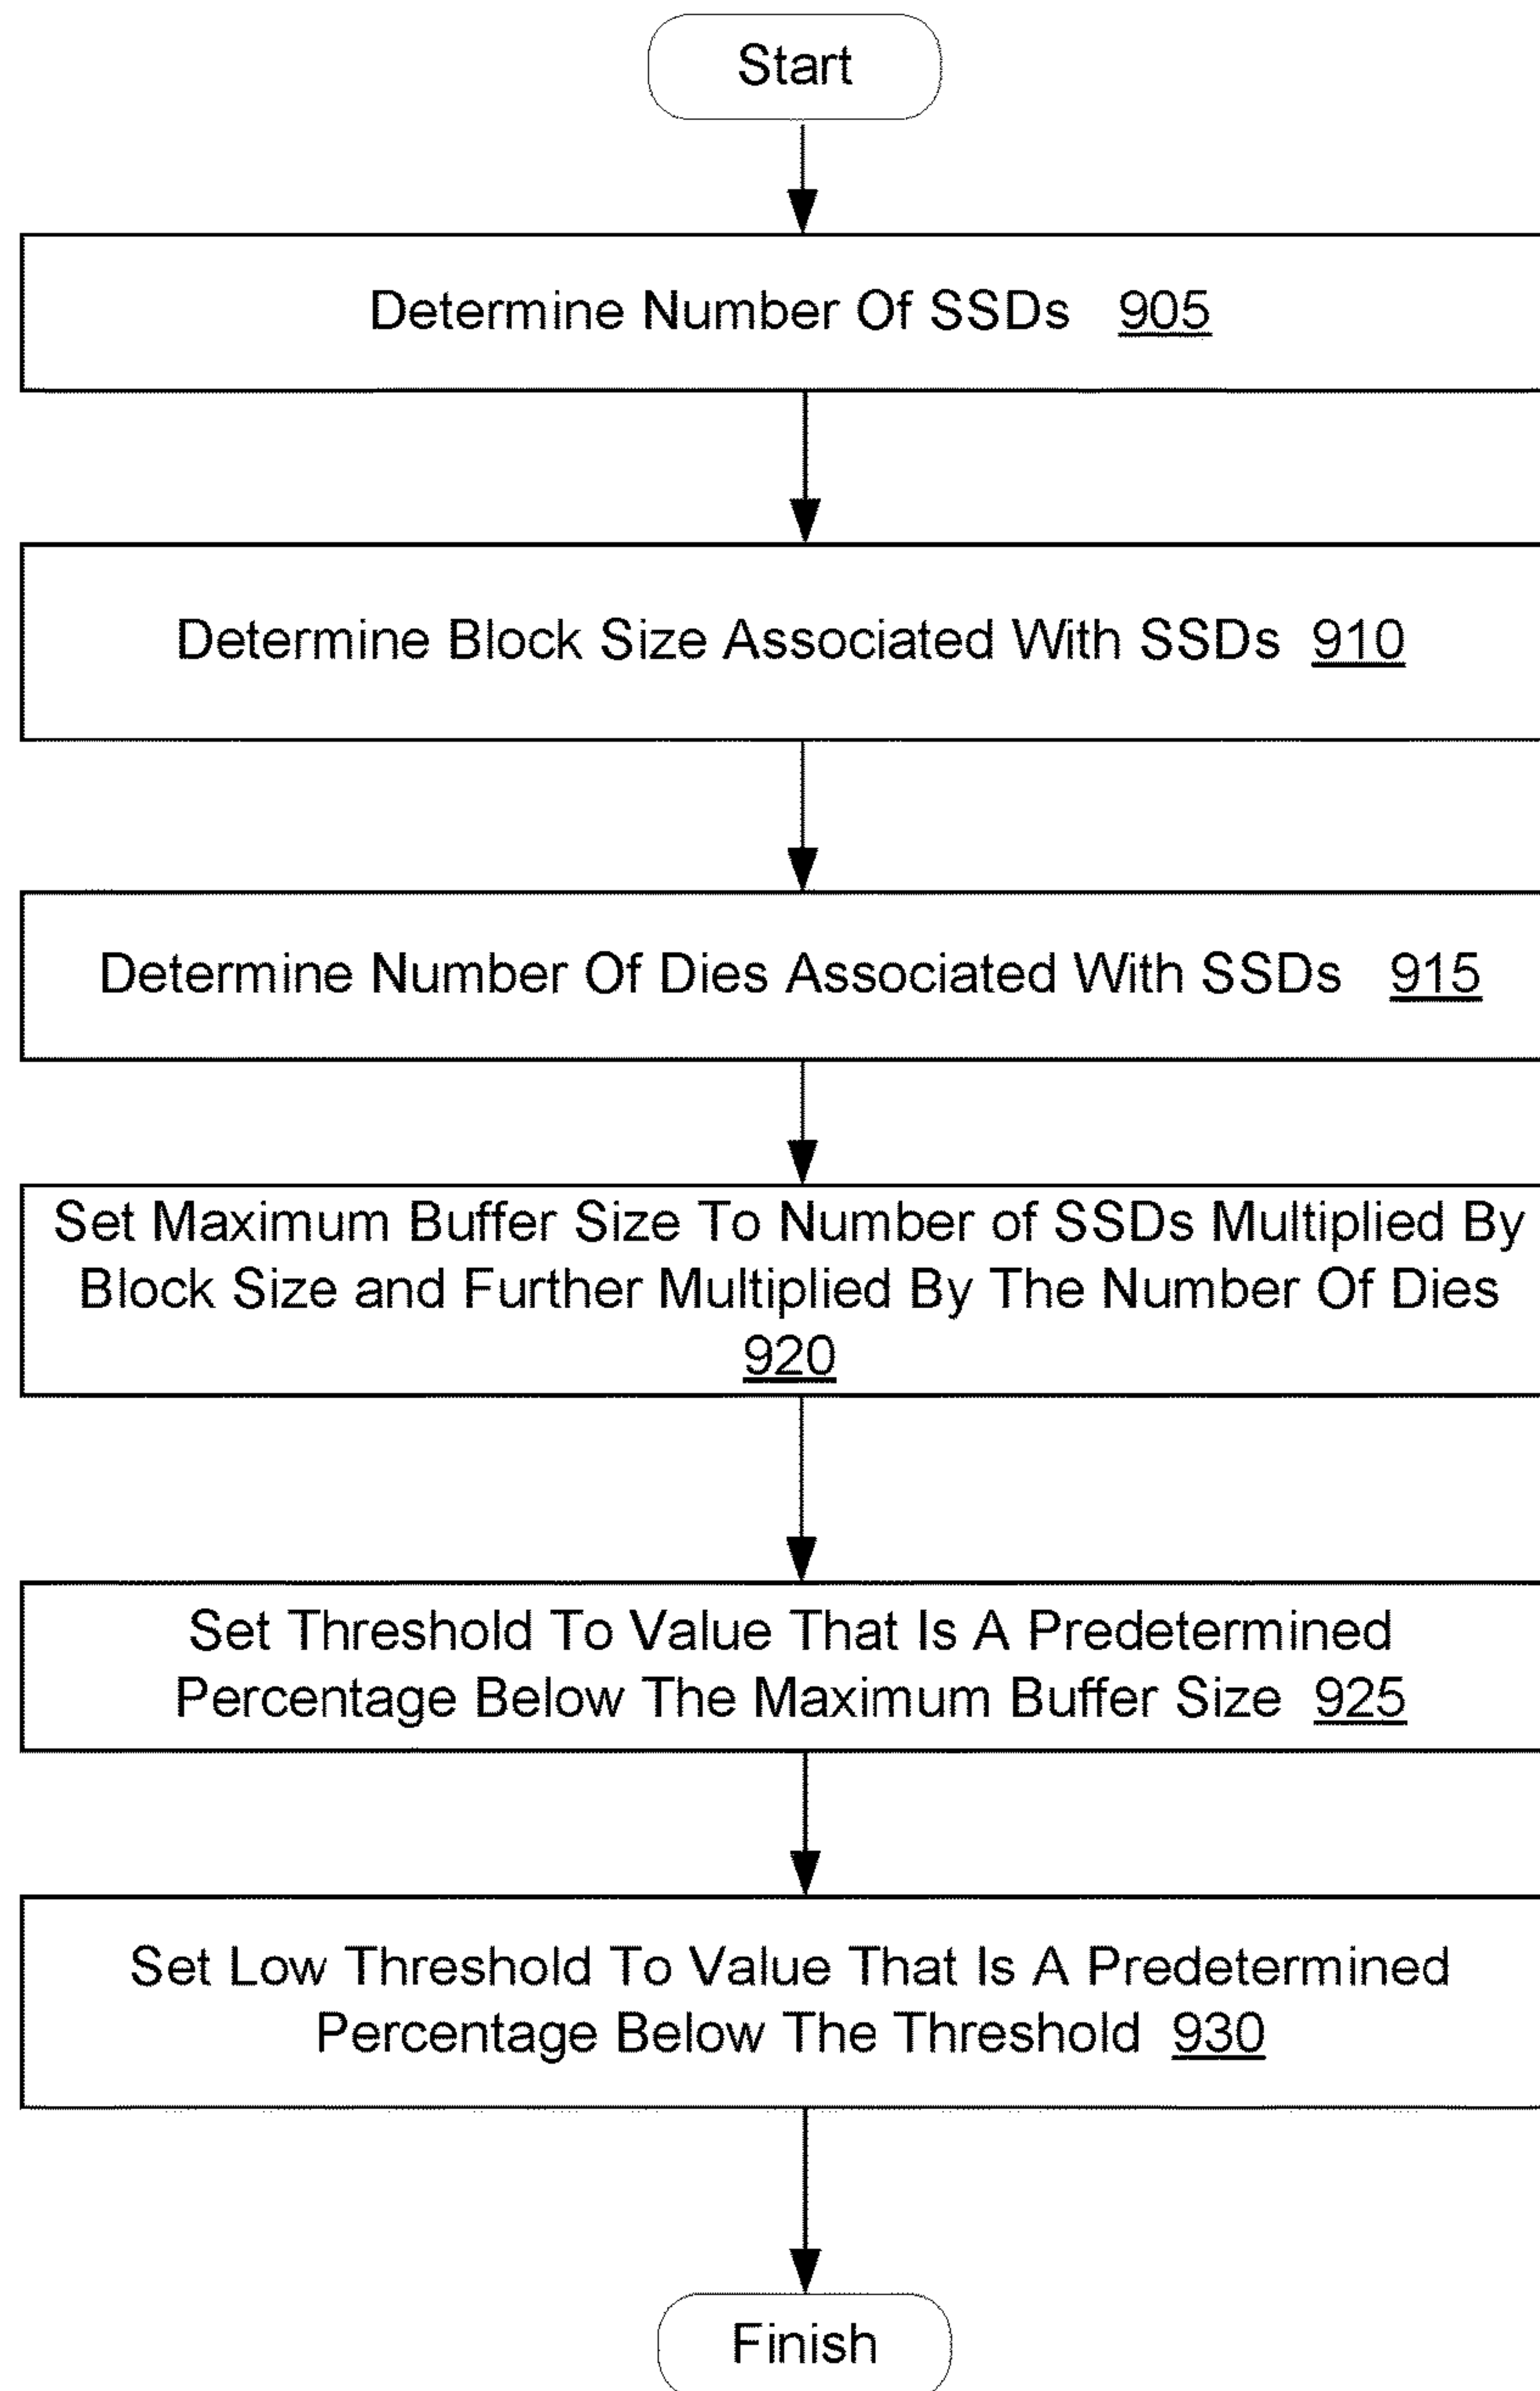 Start
Determine Number Of SSDs 905
Determine Block Size Associated With SSDs 910
Determine Number Of Dies Associated With SSDs 915
Set Maximum Buffer Size To Number of SSDs Multiplied By
Block Size and Further Multiplied By The Number Of Dies
920
Set Threshold To Value That Is A Predetermined
Percentage Below The Maximum Buffer Size 925
Set Low Threshold To Value That Is A Predetermined
Percentage Below The Threshold 930
Finish